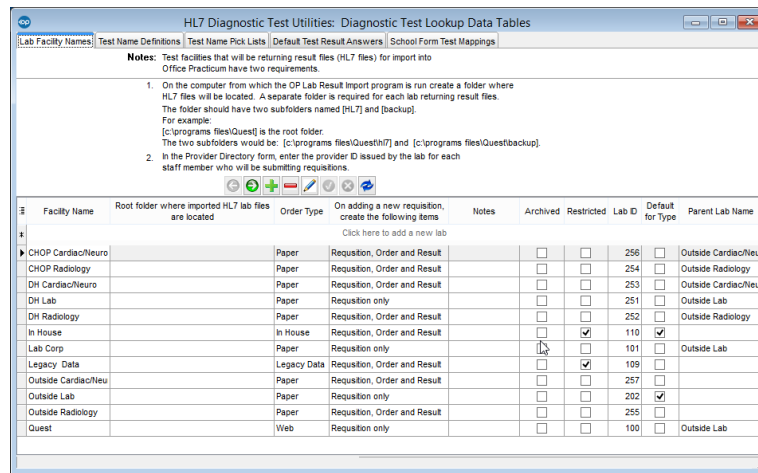 op
HL7 Diagnostic Test Utilities: Diagnostic Test Lookup Data Tables
Lab Facility Names Test Name Definitions Test Name Pick Lists Default Test Result Answers School Form Test Mappings
Notes: Test facilities that will be returning result files (HL7 files) for import into
Office Practicum have two requirements.
1. On the computer from which the OP Lab Result Import program is run create a folder where
HL7 files will be located. A separate folder is required for each lab returning result files.
The folder should have two subfolders named [HL7] and [backup].
For example:
[c:\programs files\Quest] is the root folder.
The two subfolders would be: [c:\programs files\Quest\hl7] and [c:\programs files\Quest\backup].
2. In the Provider Directory form, enter the provider ID issued by the lab for each
staff member who will be submitting requisitions.
Facility Name Root folder where imported HL7 lab files are located Order Type On adding a new requisition, create the following items Notes Archived Restricted Lab ID Default for Type Parent Lab Name
Click here to add a new lab
CHOP Cardiac/Neuro Paper Requsition, Order and Result 256 Outside Cardiac/Neu
CHOP Radiology Paper Requsition, Order and Result 254 Outside Radiology
DH Cardiac/Neuro Paper Requsition, Order and Result 253 Outside Cardiac/Neu
DH Lab Paper Requsition only 251 Outside Lab
DH Radiology Paper Requsition, Order and Result 252 Outside Radiology
In House In House Requsition, Order and Result 110
Lab Corp Paper Requsition only 101 Outside Lab
Legacy Data Legacy Data Requsition, Order and Result 109
Outside Cardiac/Neu Paper Requsition, Order and Result 257
Outside Lab Paper Requsition only 202
Outside Radiology Paper Requsition, Order and Result 255
Quest Web Requsition only 100 Outside Lab